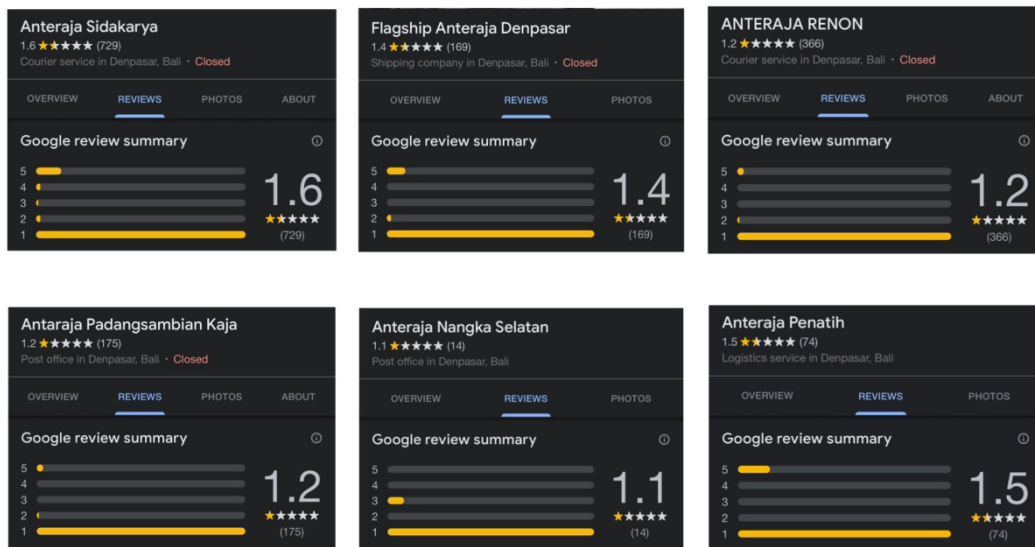 Anteraja Sidakarya
1.6 ★★★★★ (729)
Courier service in Denpasar, Bali · Closed
OVERVIEW REVIEWS PHOTOS ABOUT
Google review summary
5
4
3
2
1
1.6
(729)
Flagship Anteraja Denpasar
1.4 ★★★★★ (169)
Shipping company in Denpasar, Bali · Closed
OVERVIEW REVIEWS PHOTOS
Google review summary
5
4
3
2
1
1.4
(169)
ANTERAJA RENON
1.2 ★★★★★ (366)
Courier service in Denpasar, Bali · Closed
OVERVIEW REVIEWS PHOTOS ABOUT
Google review summary
5
4
3
2
1
1.2
(366)
Antaraja Padangsambian Kaja
1.2 ★★★★★ (175)
Post office in Denpasar, Bali · Closed
OVERVIEW REVIEWS PHOTOS ABOUT
Google review summary
5
4
3
2
1
1.2
(175)
Anteraja Nangka Selatan
1.1 ★★★★★ (14)
Post office in Denpasar, Bali
OVERVIEW REVIEWS PHOTOS
Google review summary
5
4
3
2
1
1.1
(14)
Anteraja Penatih
1.5 ★★★★★ (74)
Logistics service in Denpasar, Bali
OVERVIEW REVIEWS PHOTOS
Google review summary
5
4
3
2
1
1.5
(74)